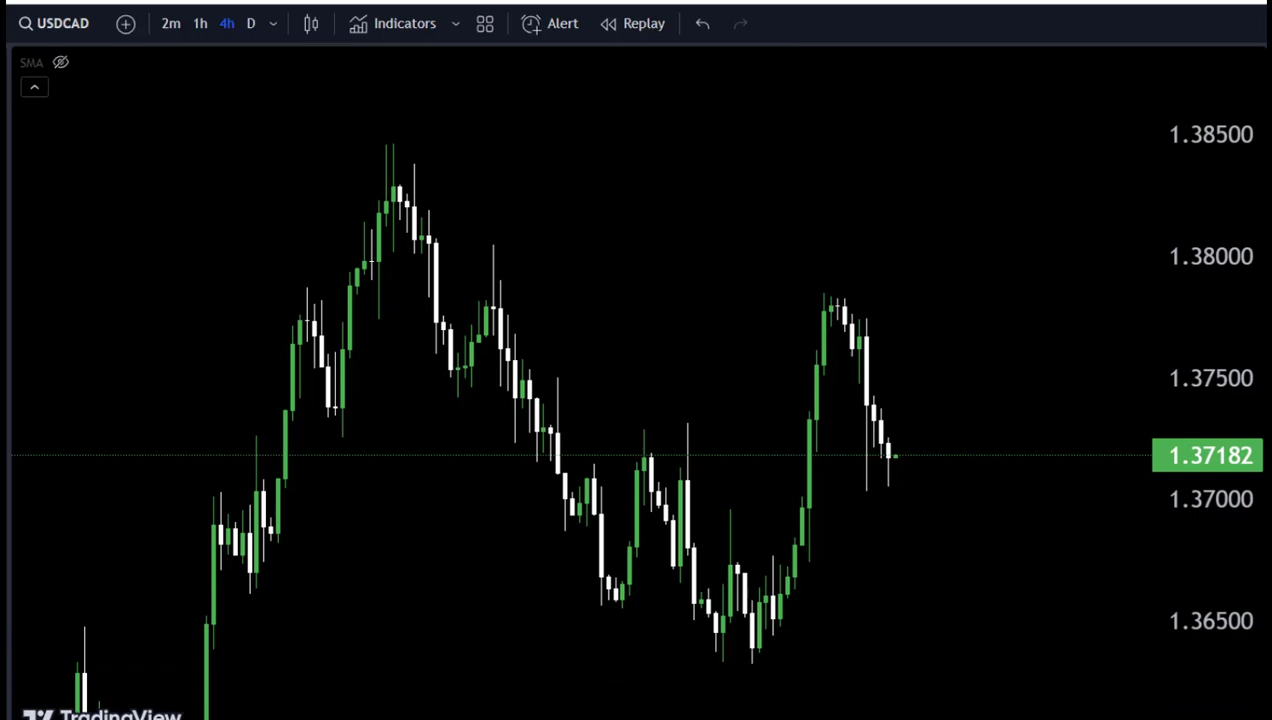 USDCAD 2m 1h 4h D Indicators Alert Replay
SMA
1.38500
1.38000
1.37500
1.37182
1.37000
1.36500
TradingView